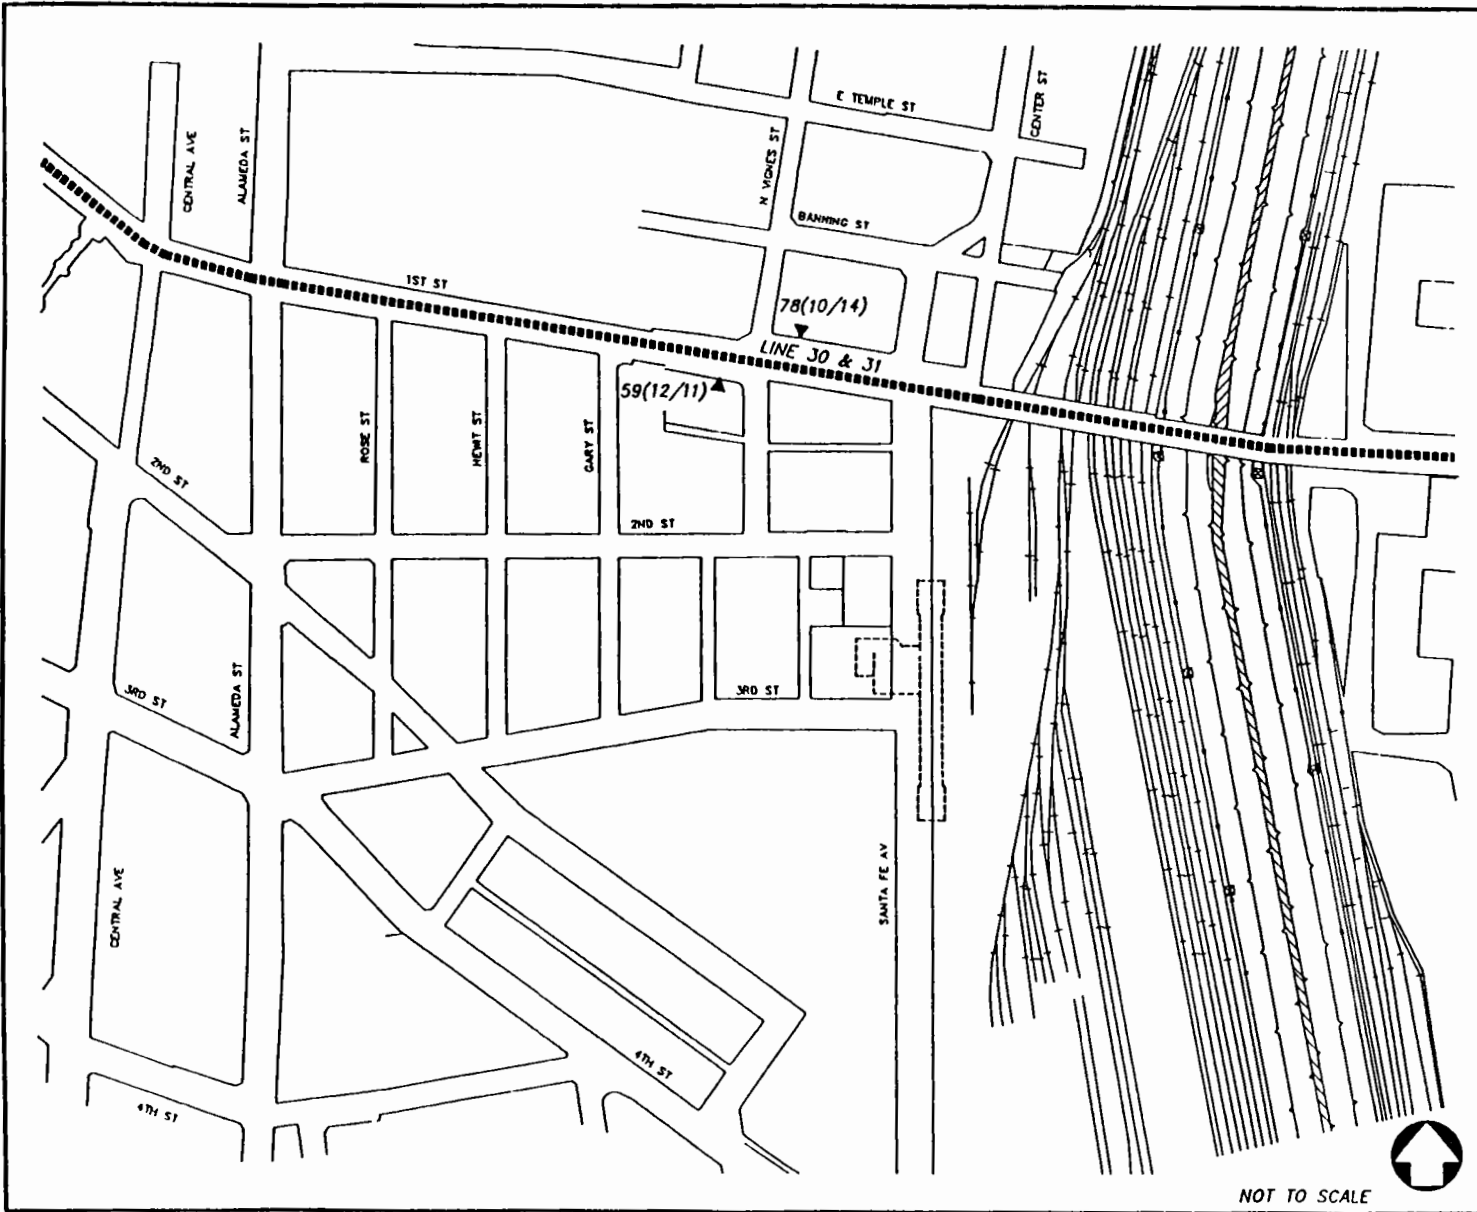 E TEMPLE ST
CENTER ST
CENTRAL AVE
ALAMEDA ST
N VIGNES ST
BANNING ST
1ST ST
78(10/14)
LINE 30 & 31
59(12/11)
ROSE ST
HEWIT ST
GARY ST
2ND ST
2ND ST
3RD ST
3RD ST
ALAMEDA ST
CENTRAL AVE
SANTA FE AV
4TH ST
4TH ST
NOT TO SCALE